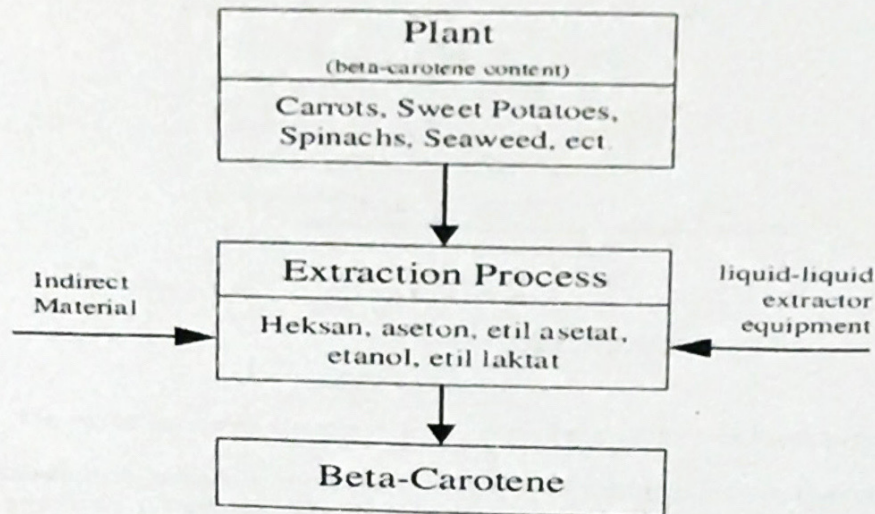 Plant
(beta-carotene content)
Carrots, Sweet Potatoes,
Spinachs, Seaweed, ect.
Extraction Process
Indirect
Material
Heksan, aseton, etil asetat,
etanol, etil laktat
liquid-liquid
extractor
equipment
Beta-Carotene